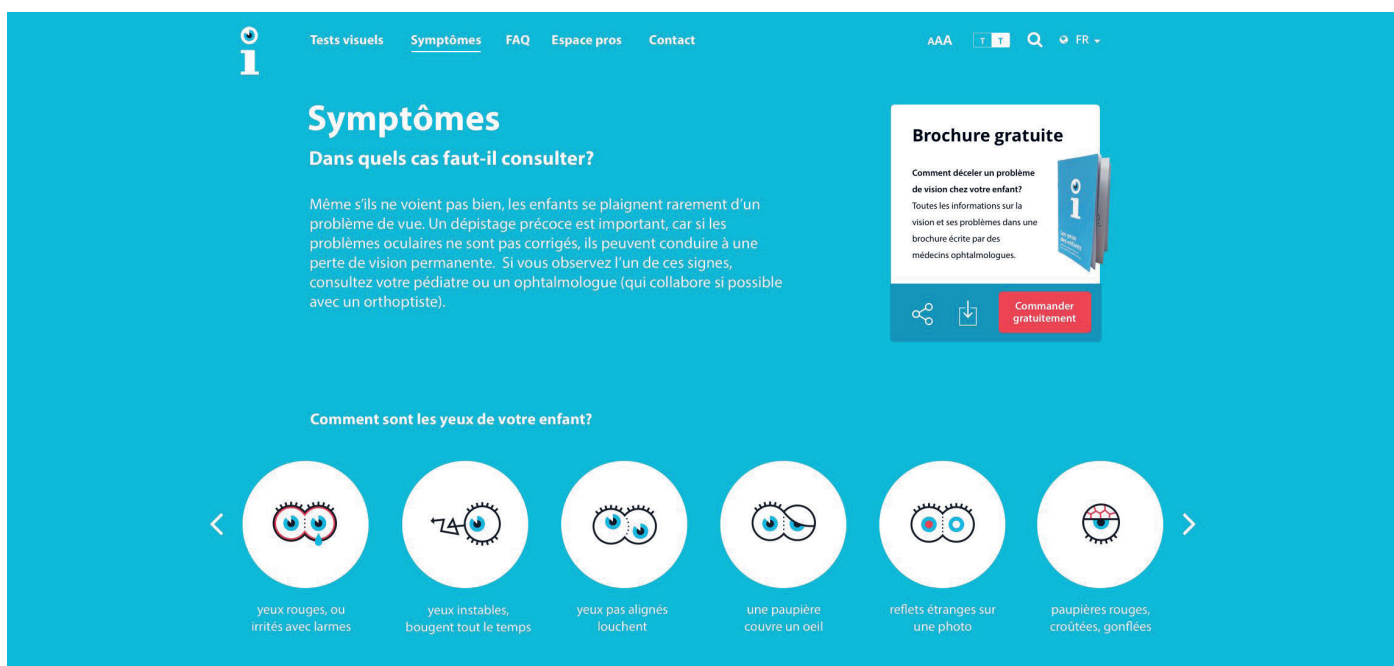 Tests visuels Symptômes FAQ Espace pros Contact
AAA T T FR
Symptômes
Dans quels cas faut-il consulter?
Même s'ils ne voient pas bien, les enfants se plaignent rarement d'un
problème de vue. Un dépistage précoce est important, car si les
problèmes oculaires ne sont pas corrigés, ils peuvent conduire à une
perte de vision permanente. Si vous observez l'un de ces signes,
consultez votre pédiatre ou un ophtalmologue (qui collabore si possible
avec un orthoptiste).
Brochure gratuite
Comment déceler un problème
de vision chez votre enfant?
Toutes les informations sur la
vision et ses problèmes dans une
brochure écrite par des
médecins ophtalmologues.
Commander
gratuitement
Comment sont les yeux de votre enfant?
yeux rouges, ou
irrités avec larmes
yeux instables,
bougent tout le temps
yeux pas alignés
louchent
une paupière
couvre un oeil
reflets étranges sur
une photo
paupières rouges,
croûtées, gonflées